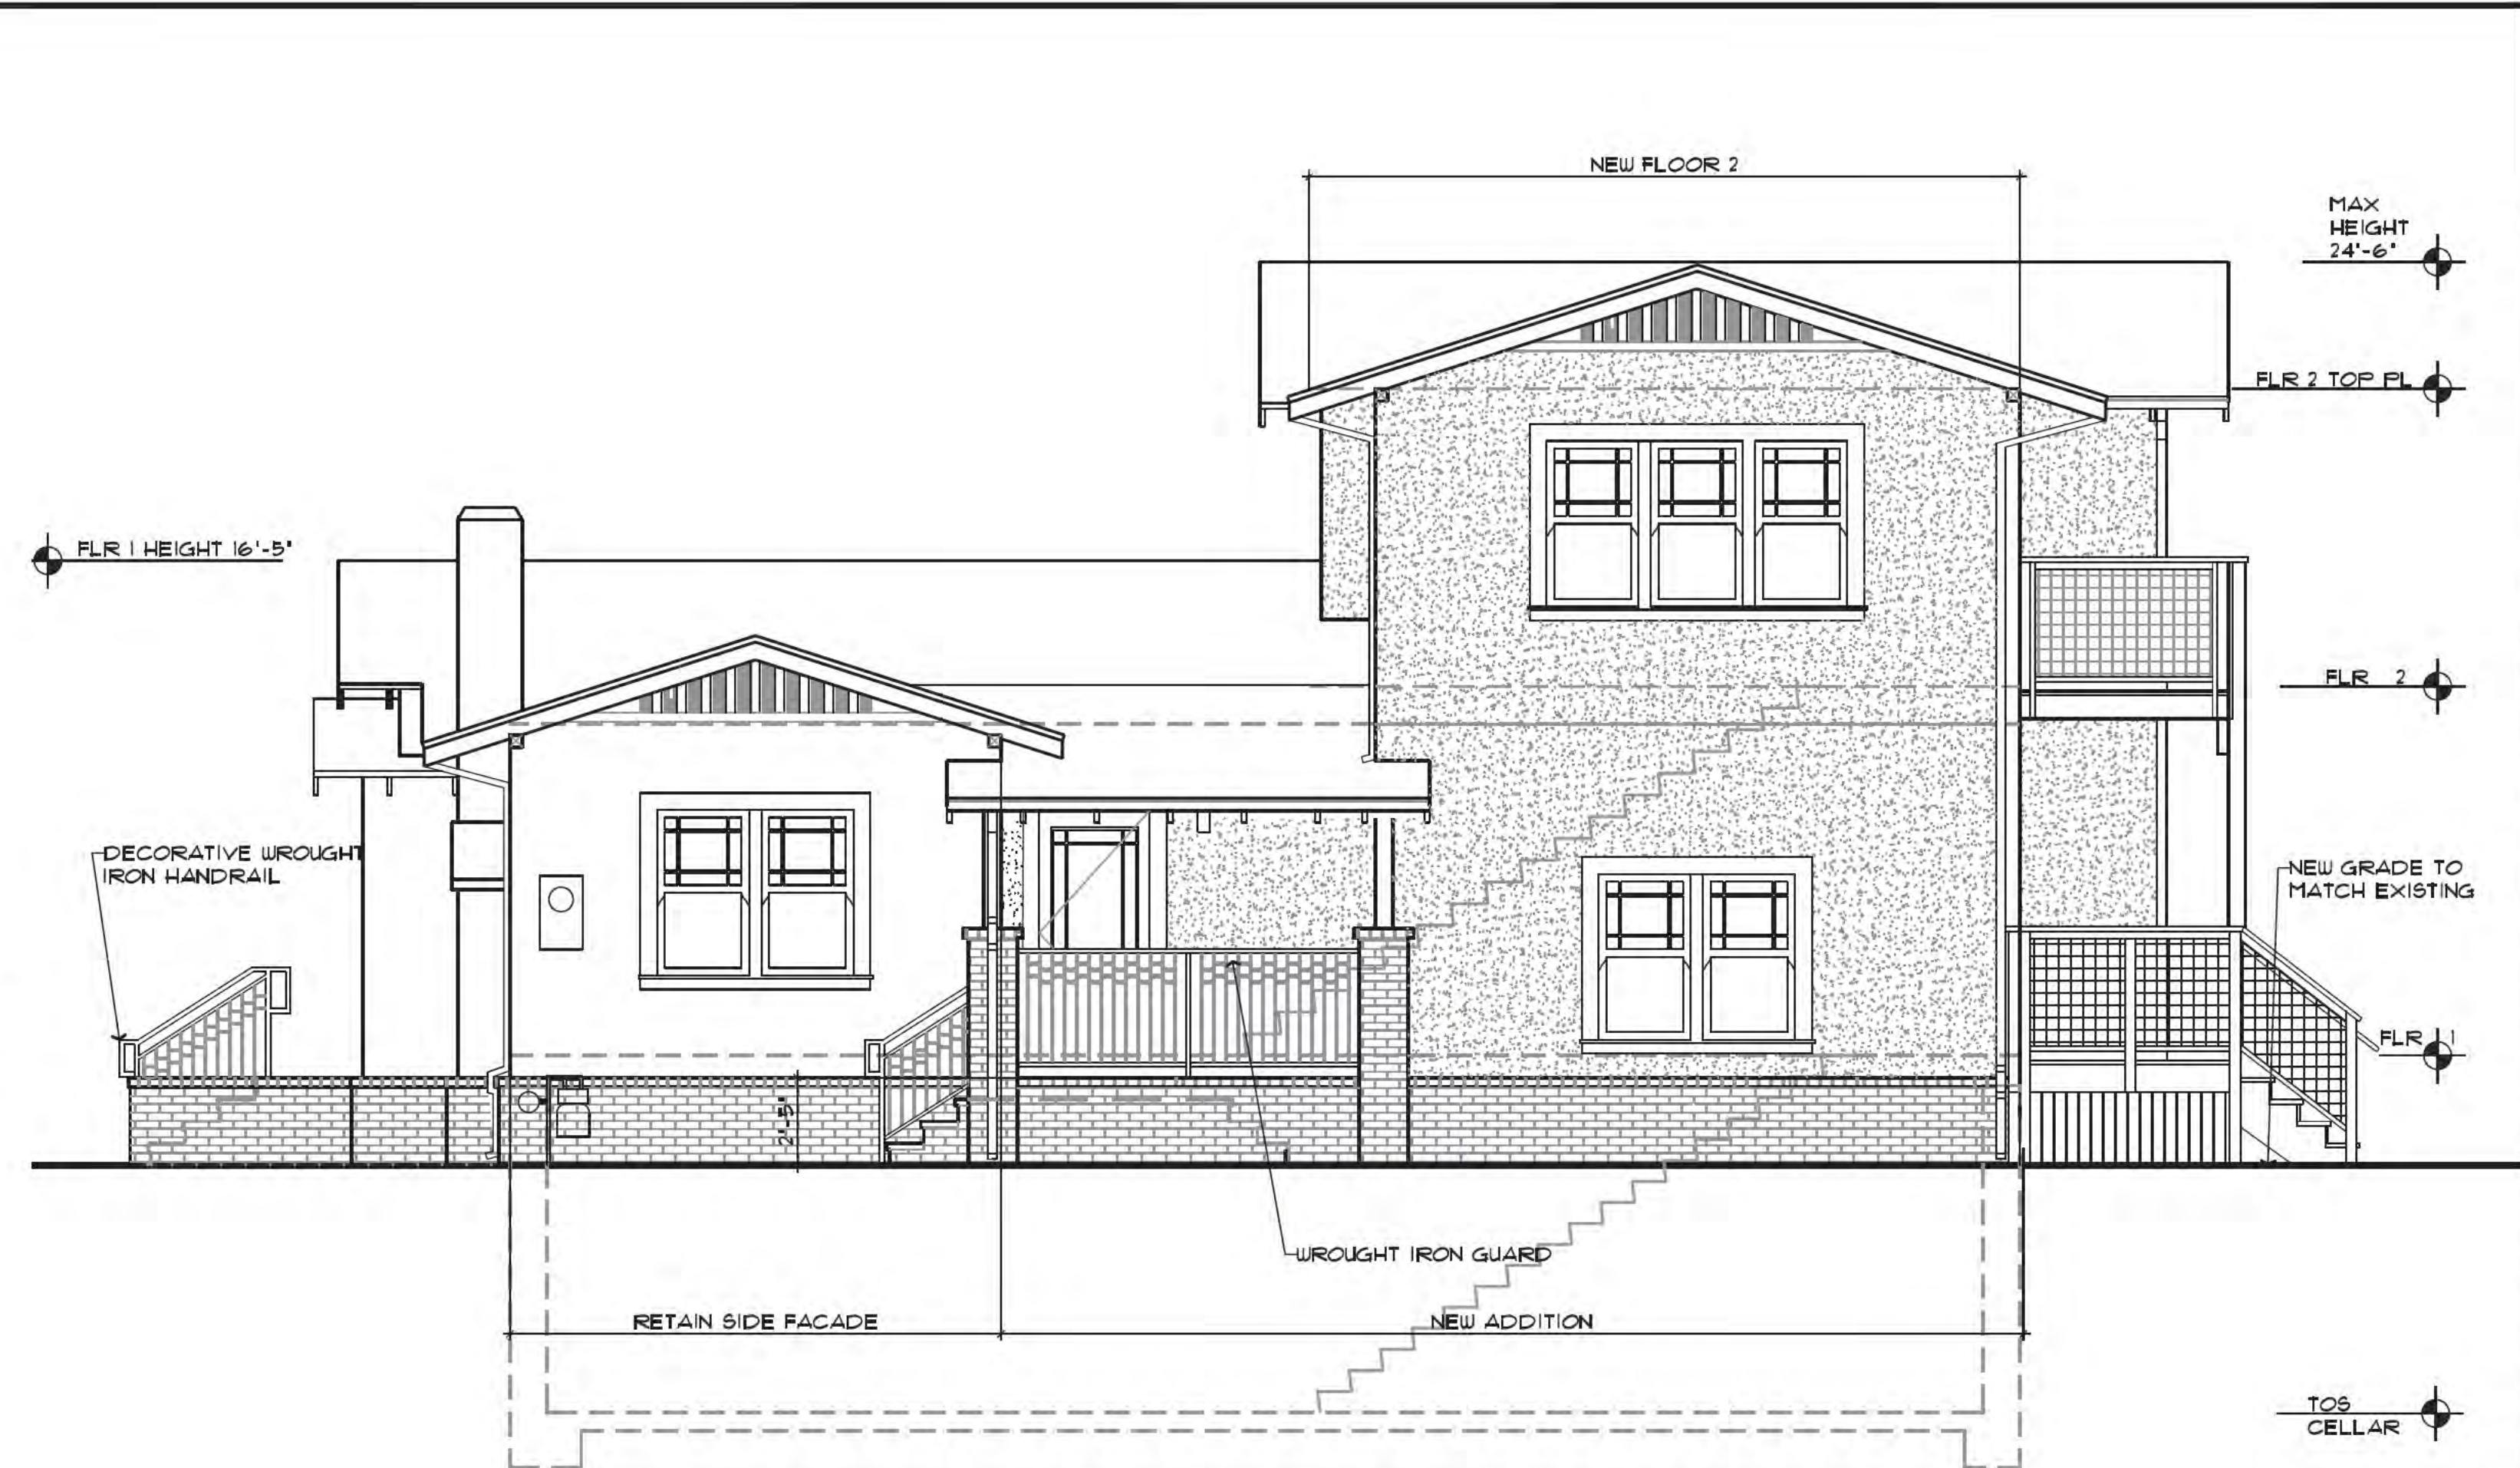 NEW FLOOR 2
MAX
HEIGHT
24'-6"
FLR 2 TOP PL
FLR 1 HEIGHT 16'-5"
FLR 2
DECORATIVE WROUGHT
IRON HANDRAIL
NEW GRADE TO
MATCH EXISTING
FLR 1
2'-5"
WROUGHT IRON GUARD
RETAIN SIDE FACADE
NEW ADDITION
TOS
CELLAR